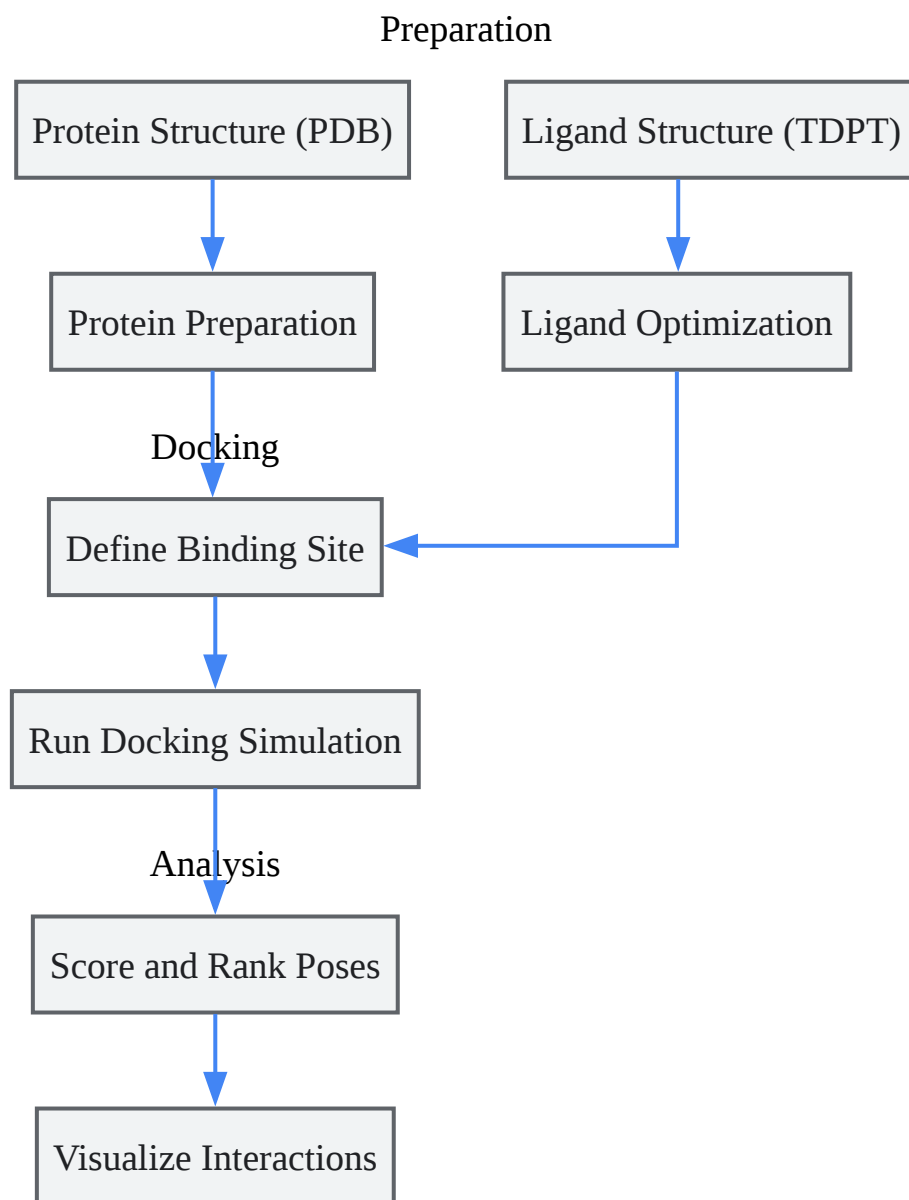 Preparation
Protein Structure (PDB)
Ligand Structure (TDPT)
Protein Preparation
Ligand Optimization
Docking
Define Binding Site
Run Docking Simulation
Analysis
Score and Rank Poses
Visualize Interactions